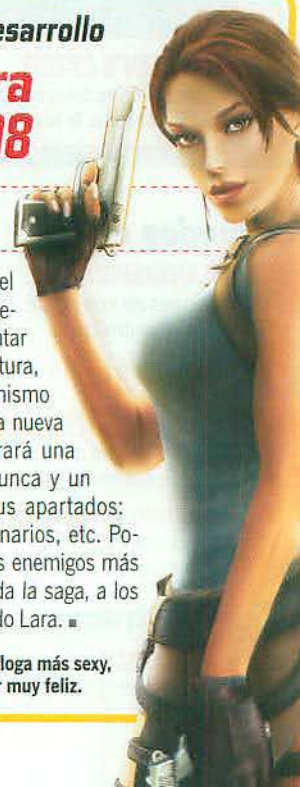 esarrollo
ra
08
el
e-
tar
tura,
nismo
a nueva
rará una
unca y un
us apartados:
narios, etc. Po-
s enemigos más
da la saga, a los
do Lara.
loga más sexy,
r muy feliz.